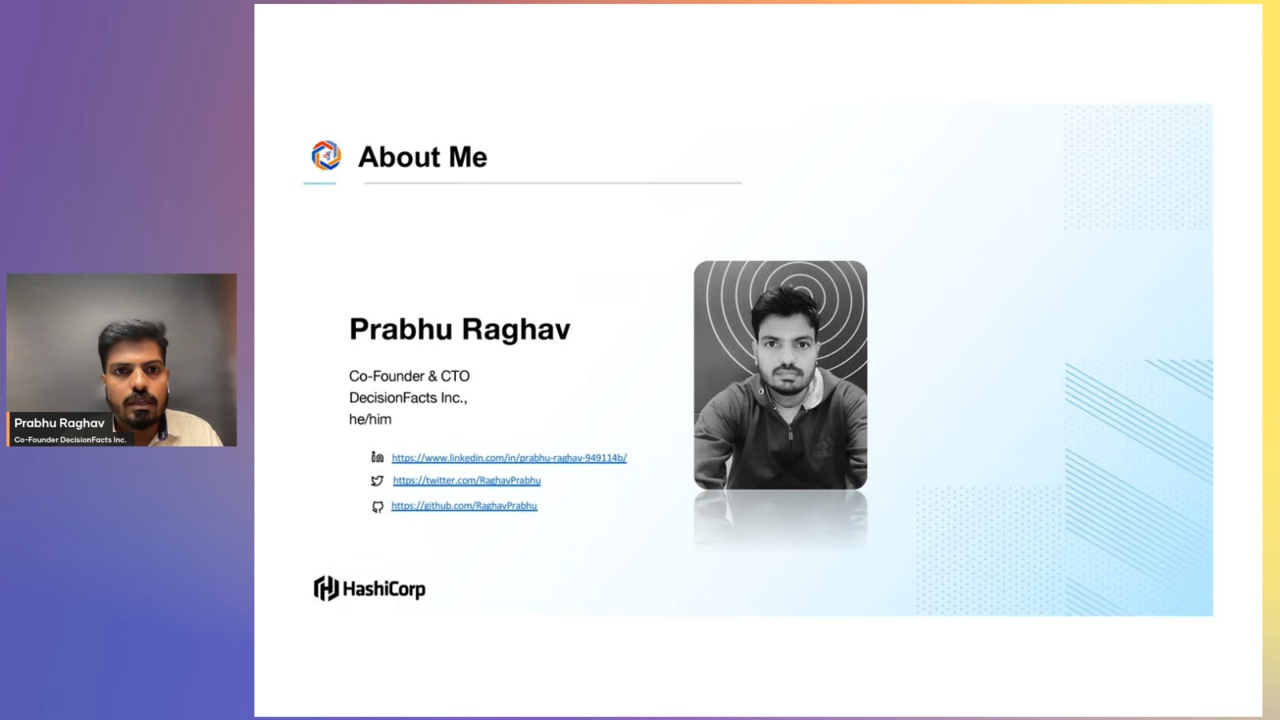 About Me
Prabhu Raghav
Co-Founder & CTO
DecisionFacts Inc.,
he/him
https://www.linkedin.com/in/prabhu-raghav-949114b/
https://twitter.com/RaghavPrabhu
https://github.com/RaghavPrabhu
HashiCorp
Prabhu Raghav
Co-Founder DecisionFacts Inc.